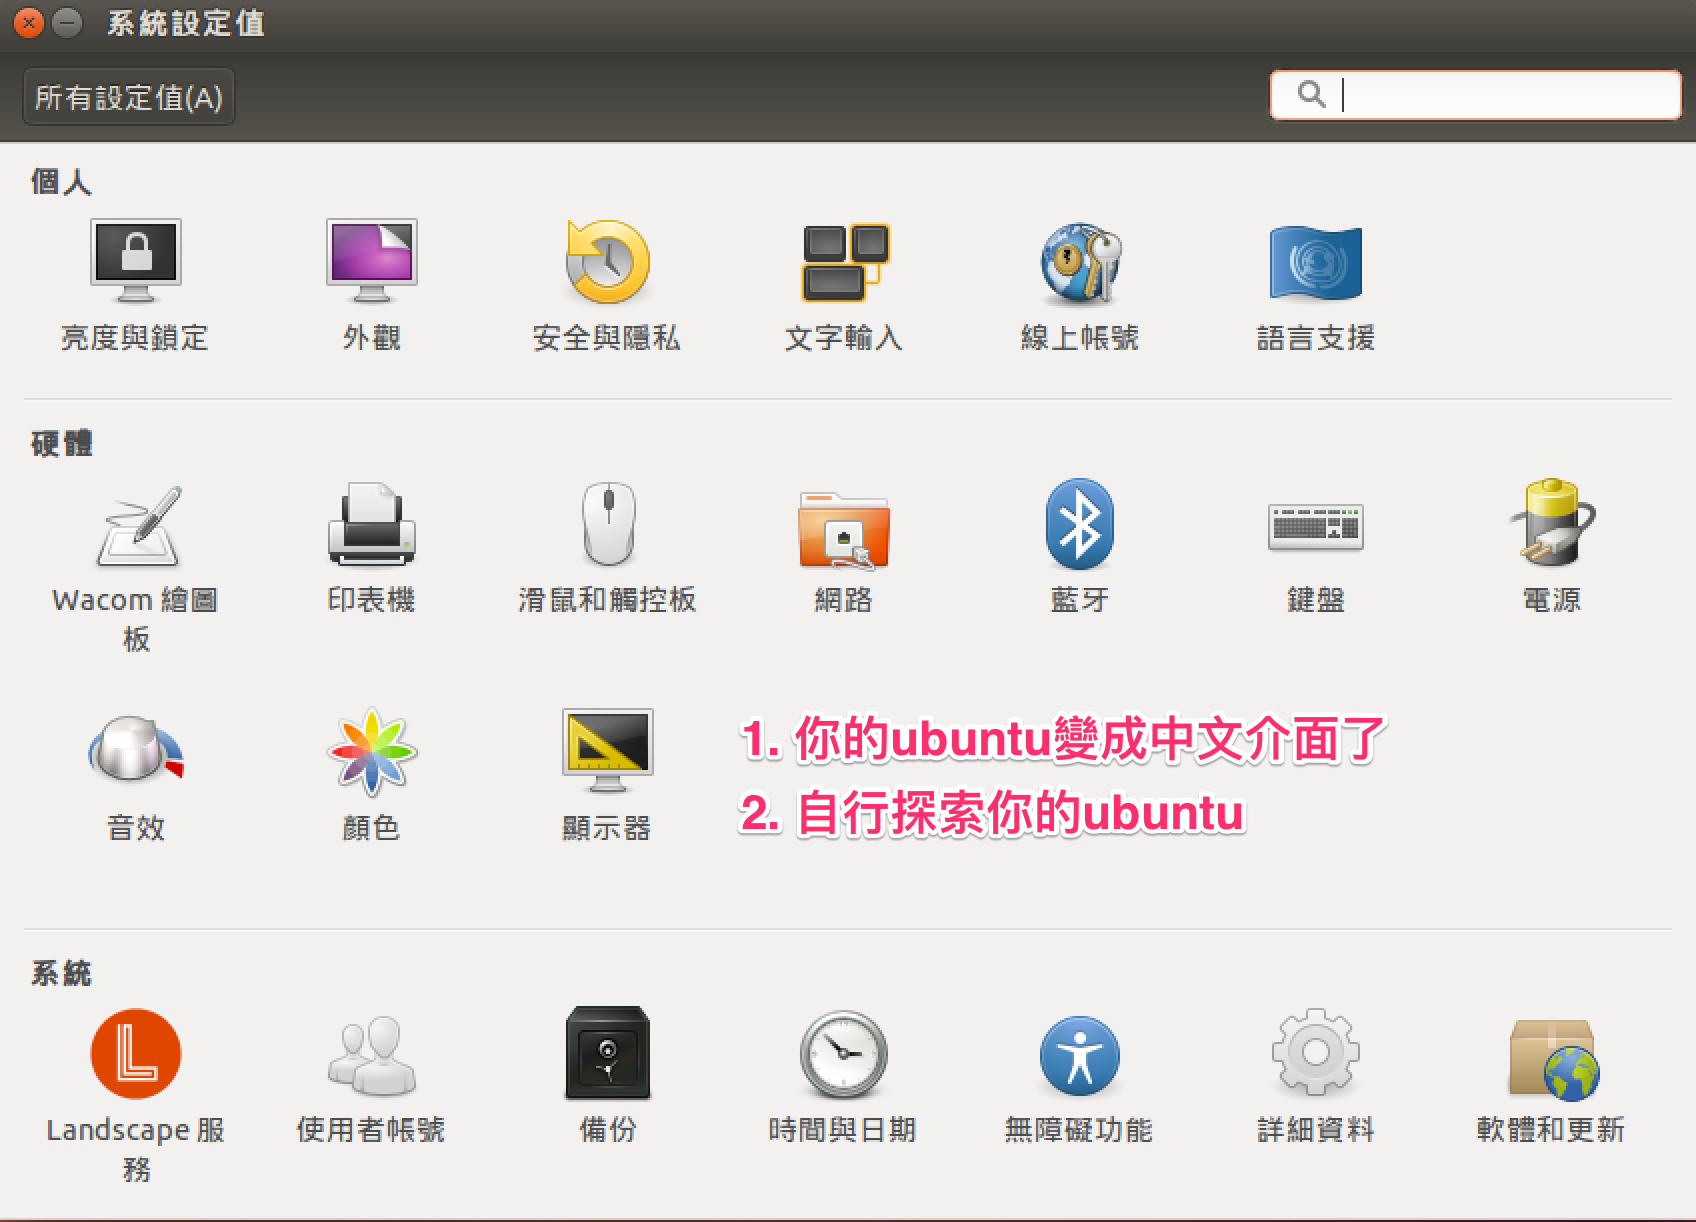 系統設定值
所有設定值(A)
個人
亮度與鎖定
外觀
安全與隱私
文字輸入
線上帳號
語言支援
硬體
Wacom 繪圖
板
印表機
滑鼠和觸控板
網路
藍牙
鍵盤
電源
音效
顏色
顯示器
1. 你的ubuntu變成中文介面了
2. 自行探索你的ubuntu
系統
Landscape 服
務
使用者帳號
備份
時間與日期
無障礙功能
詳細資料
軟體和更新